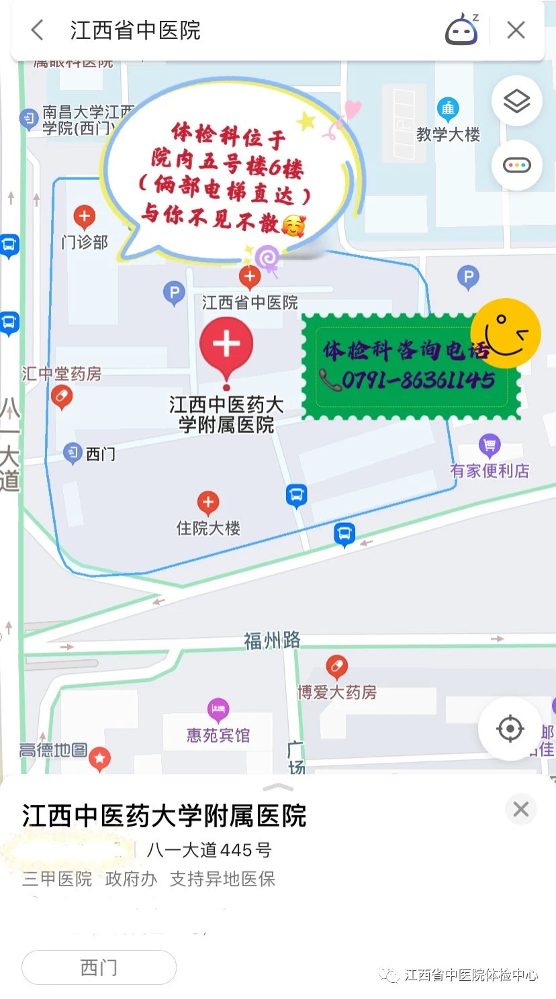 江西省中医院
z
属眼科医院
南昌大学江西
学院(西门)
教学大楼
体检科位于
院内五号楼6楼
（俩部电梯直达）
与你不见不散
门诊部
P
P
P
江西省中医院
体检科咨询电话
0791-86361145
汇中堂药房
江西中医药大
学附属医院
八一大道
西门
有家便利店
住院大楼
福州路
博爱大药房
惠苑宾馆
邮
佳
高德地图
广场
江西中医药大学附属医院
八一大道445号
三甲医院 政府办 支持异地医保
西门
江西省中医院体检中心